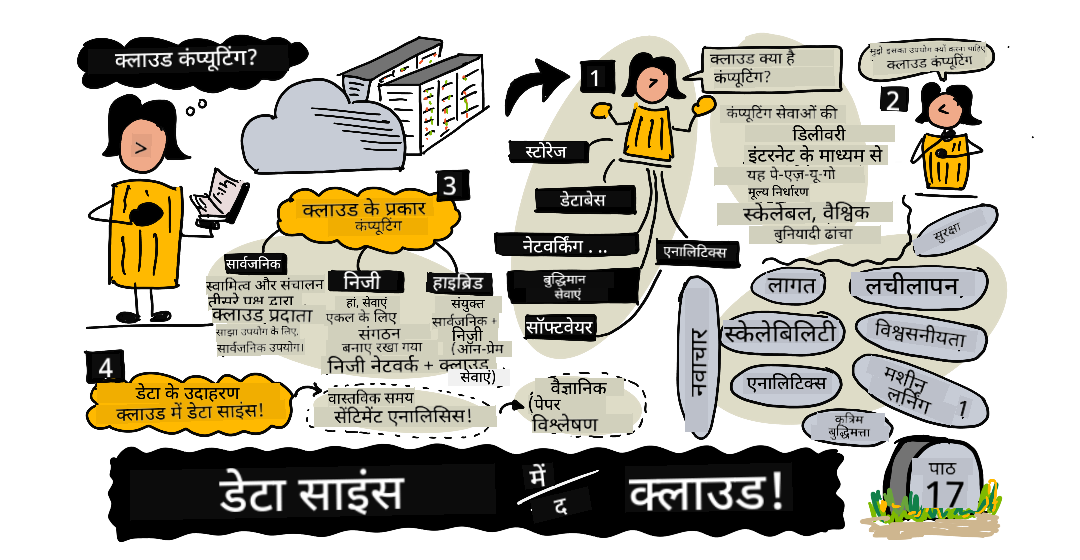 क्लाउड कंप्यूटिंग?
1
स्टोरेज
डेटाबेस
नेटवर्किंग . . .
बुद्धिमान
सेवाएं
सॉफ्टवेयर
एनालिटिक्स
क्लाउड क्या है
कंप्यूटिंग?
कंप्यूटिंग सेवाओं की
डिलीवरी
इंटरनेट के माध्यम से
यह पे-एज़-यू-गो
मूल्य निर्धारण
स्केलेबल, वैश्विक
बुनियादी ढांचा
मुझे इसका उपयोग क्यों करना चाहिए
क्लाउड कंप्यूटिंग
2
सुरक्षा
लागत
लचीलापन
स्केलेबिलिटी
विश्वसनीयता
एनालिटिक्स
मशीन
लर्निंग
1
कृत्रिम
बुद्धिमत्ता
नवाचार
3
क्लाउड के प्रकार
कंप्यूटिंग
सार्वजनिक
स्वामित्व और संचालन
तीसरे पक्ष द्वारा
क्लाउड प्रदाता
साझा उपयोग के लिए,
सार्वजनिक उपयोग।
निजी
हां, सेवाएं
एकल के लिए
संगठन
बनाए रखा गया
निजी नेटवर्क + क्लाउड
हाइब्रिड
संयुक्त
सार्वजनिक +
निजी
(ऑन-प्रेम
सेवाएं)
4
डेटा के उदाहरण
क्लाउड में डेटा साइंस!
वास्तविक समय
सेंटिमेंट एनालिसिस!
वैज्ञानिक
(पेपर
विश्लेषण
डेटा साइंस
में
द
क्लाउड!
पाठ
17